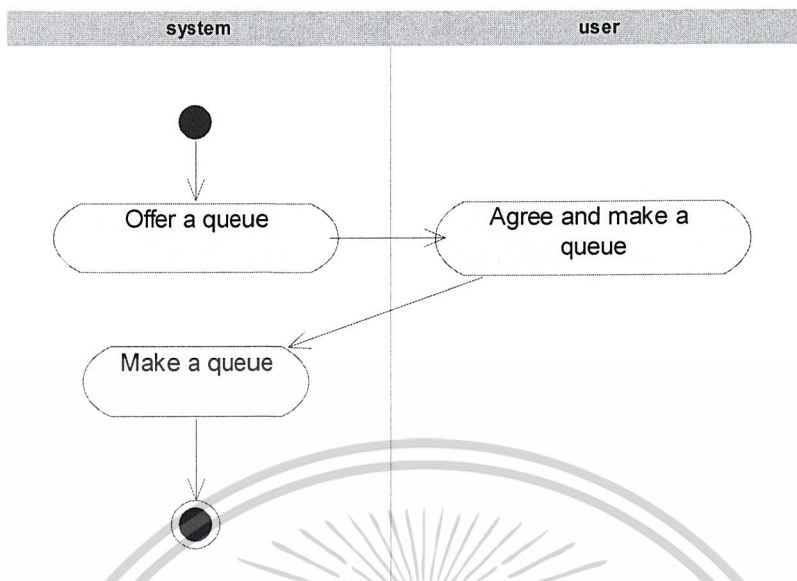 system
user
Offer a queue
Agree and make a
queue
Make a queue